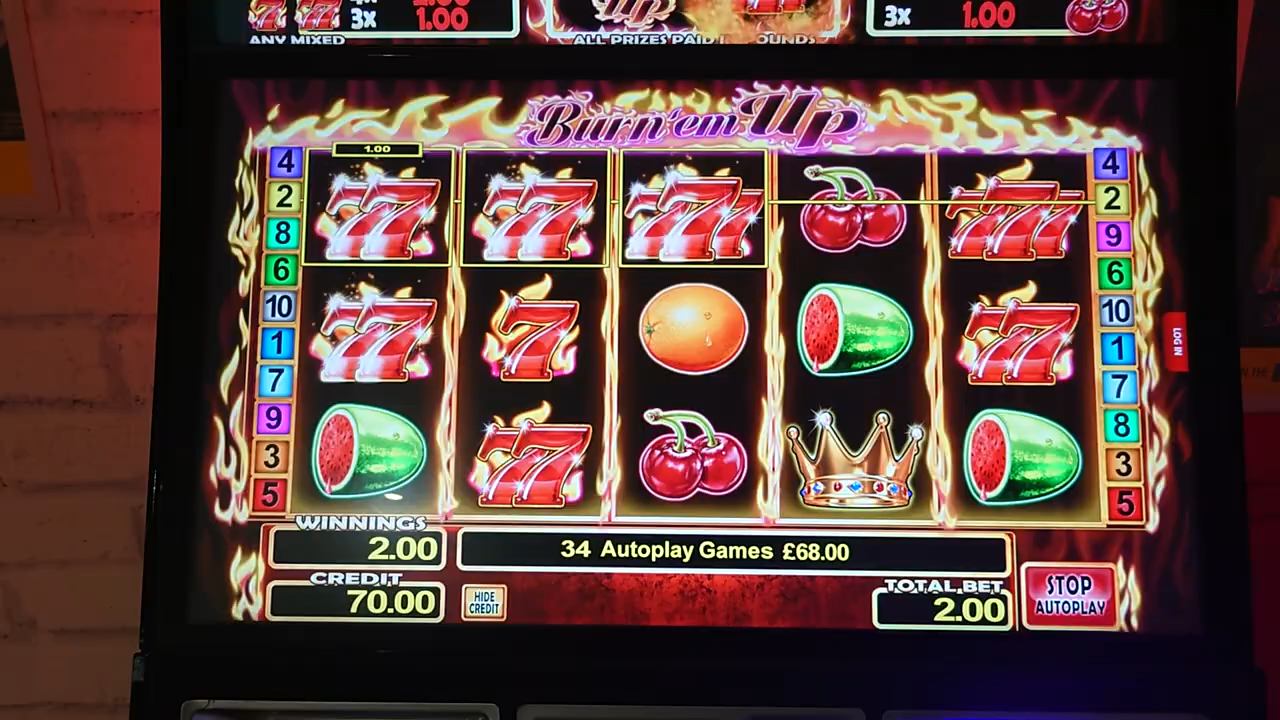 3x 1.00
3x 1.00
ANY MIXED
ALL PRIZES PAID
OUNDS
Burn'em Up
1.00
4 4
2 2
8 9
6 6
10 10
1 1
7 7
9 8
3 3
5 5
LOG IN
WINNINGS
2.00
34 Autoplay Games £68.00
CREDIT
70.00
HIDE
CREDIT
TOTAL BET
2.00
STOP
AUTOPLAY